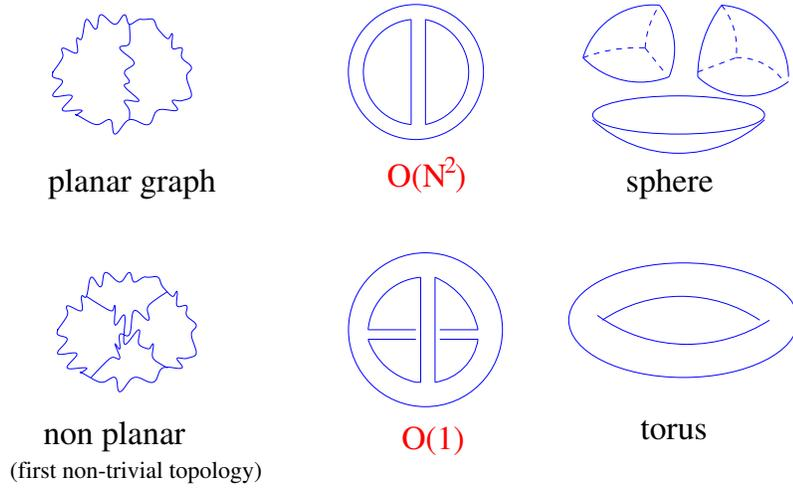 planar graph
O(N²)
sphere
non planar
(first non-trivial topology)
O(1)
torus